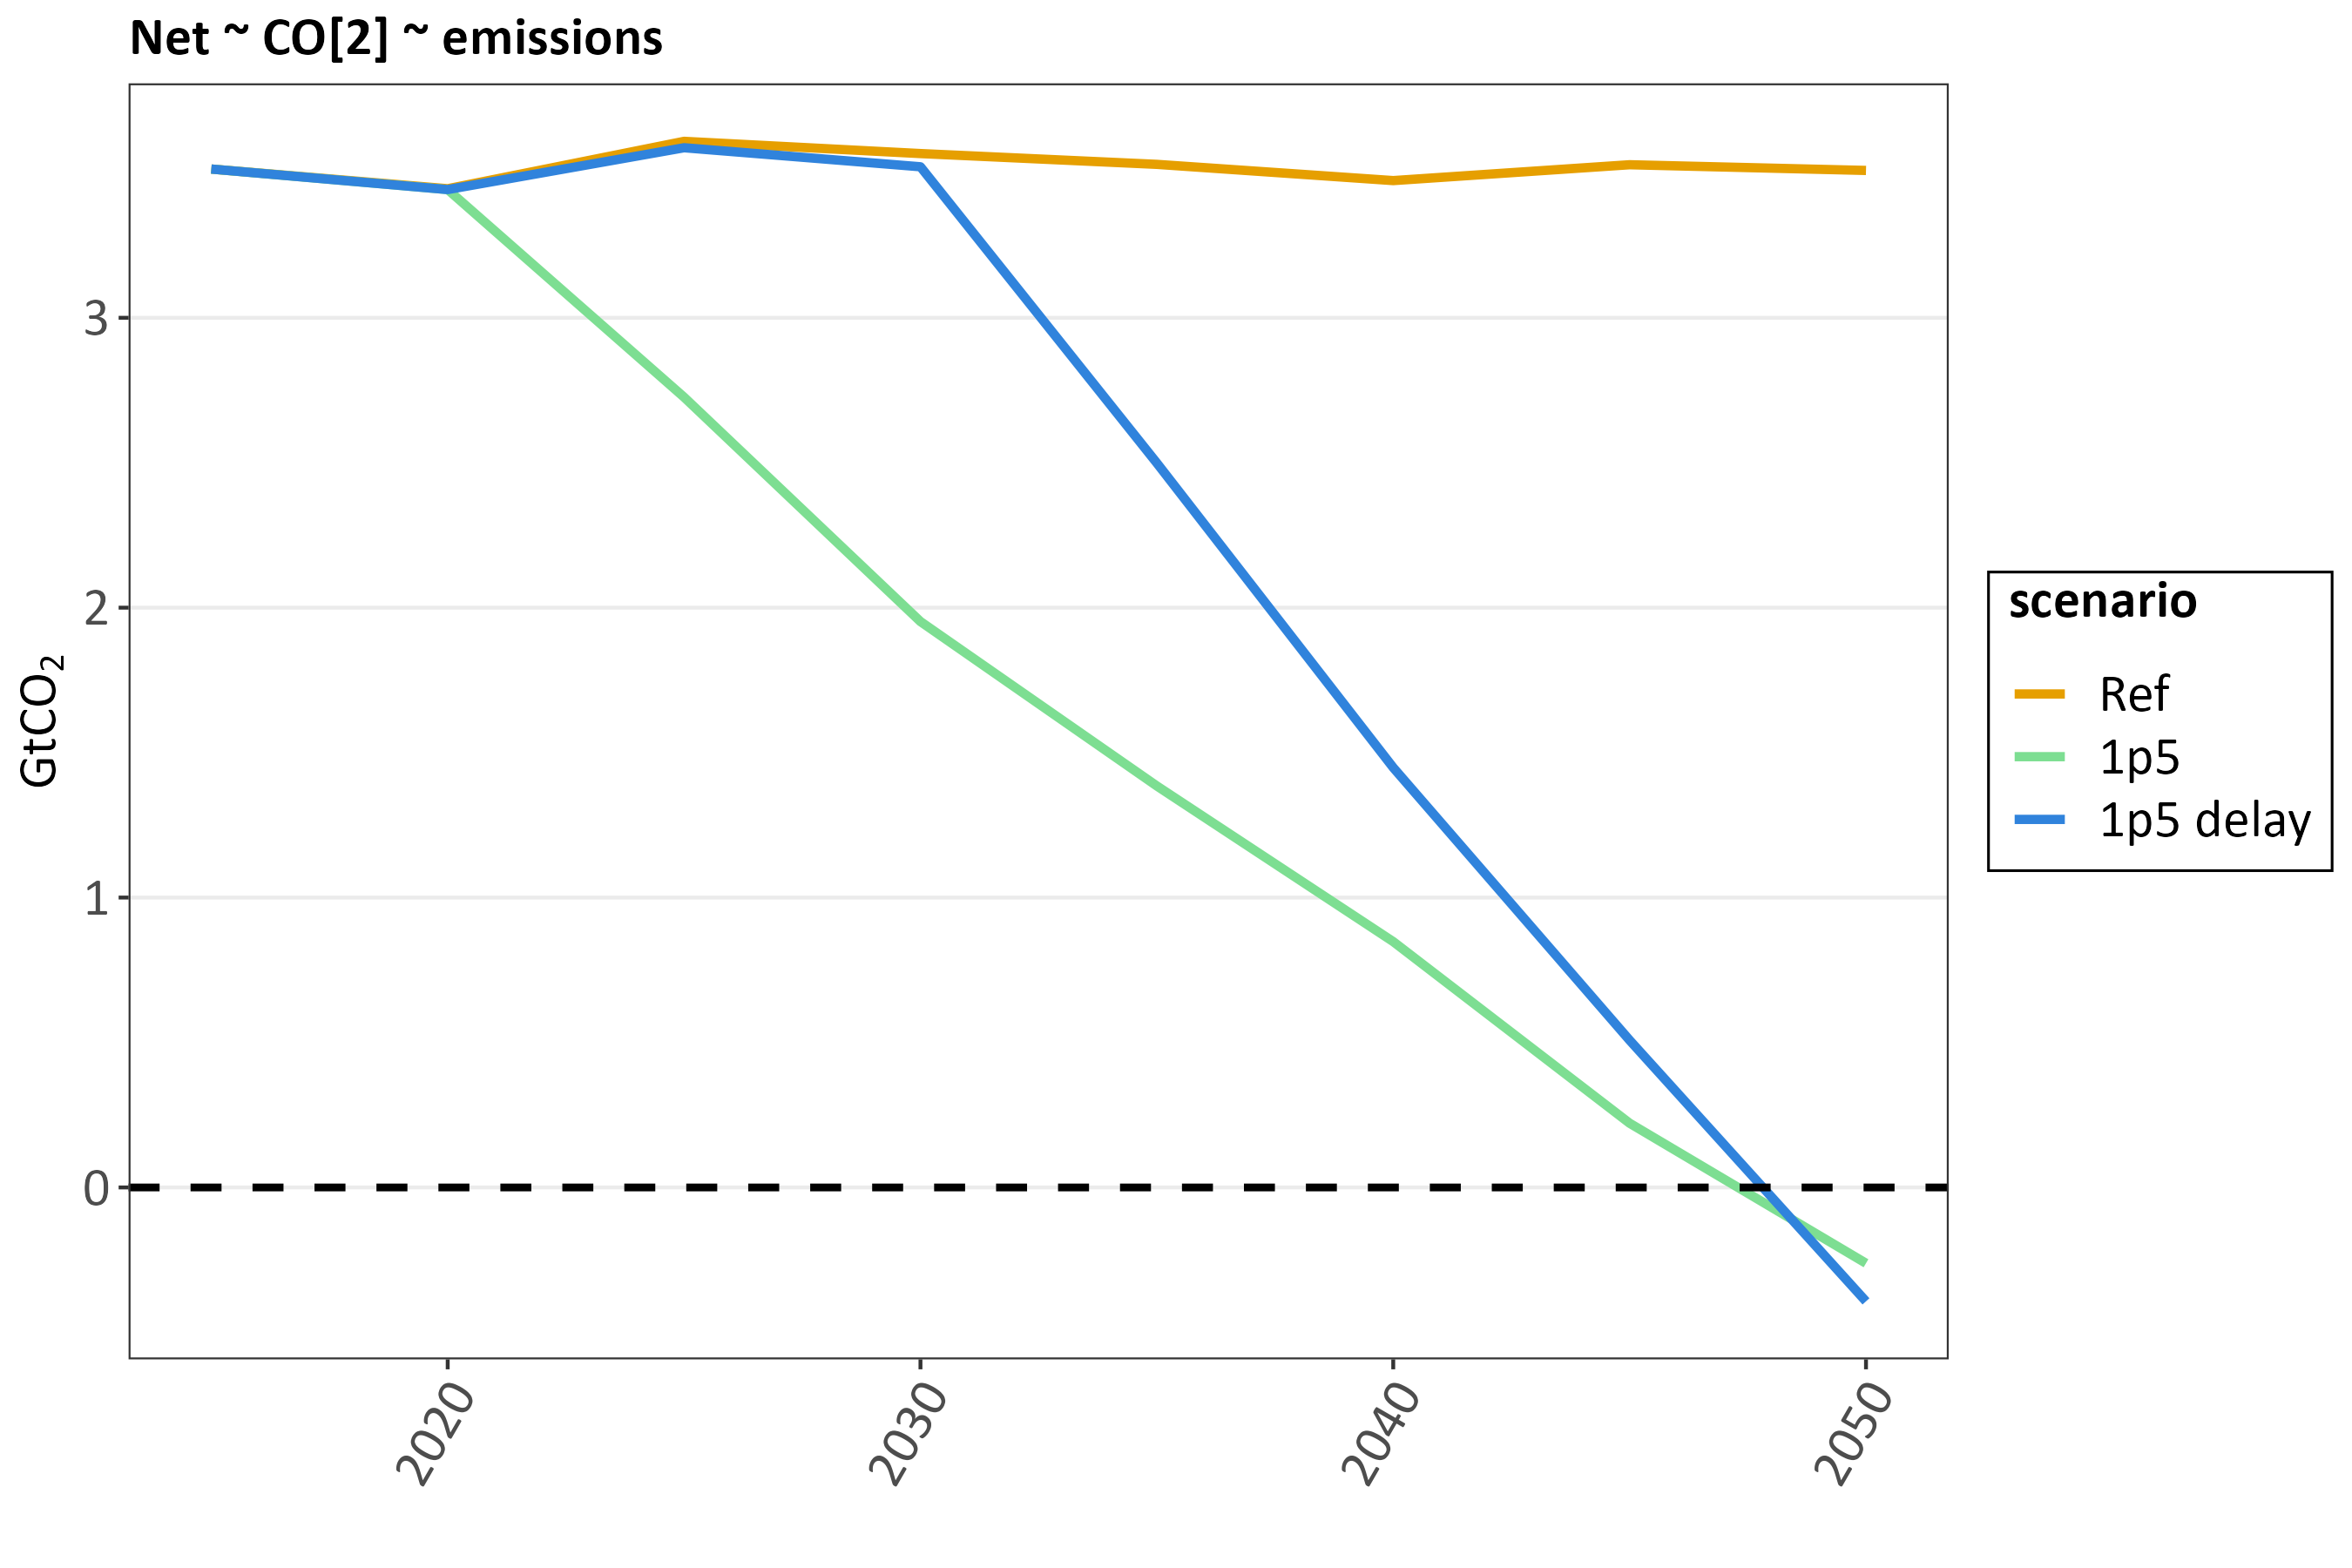 Net ~ CO[2] ~ emissions
GtCO₂
3
2
1
0
2020
2030
2040
2050
scenario
Ref
1p5
1p5 delay